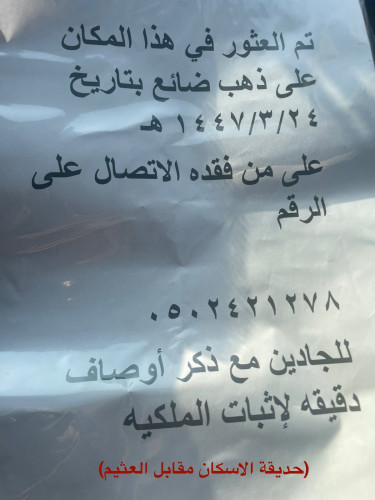 تم العثور في هذا المكان
على ذهب ضائع بتاريخ
١٤٤٧/٣/٢٤ هـ
على من فقده الاتصال على
الرقم
٠٥٠٢٤٢١٢٧٨
للجادين مع ذكر أوصاف
دقيقه لإثبات الملكيه
(حديقة الاسكان مقابل العثيم)